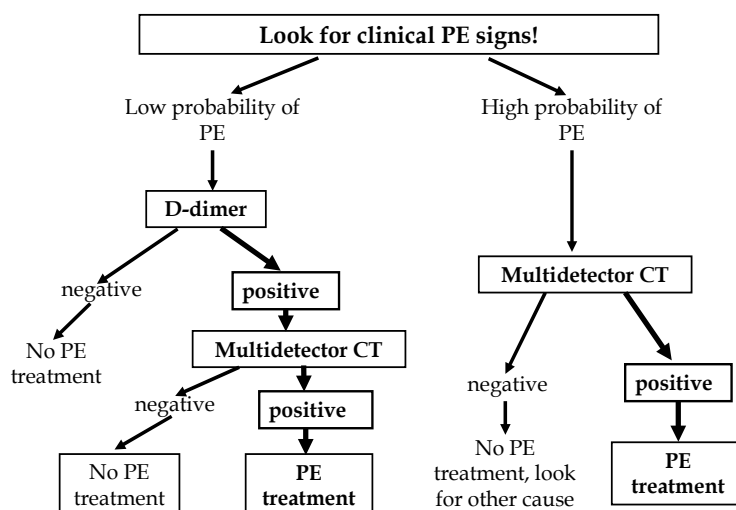 Look for clinical PE signs!
Low probability of
PE
High probability of
PE
D-dimer
negative
positive
No PE
treatment
Multidetector CT
negative
positive
No PE
treatment
PE
treatment
Multidetector CT
negative
positive
No PE
treatment, look
for other cause
PE
treatment